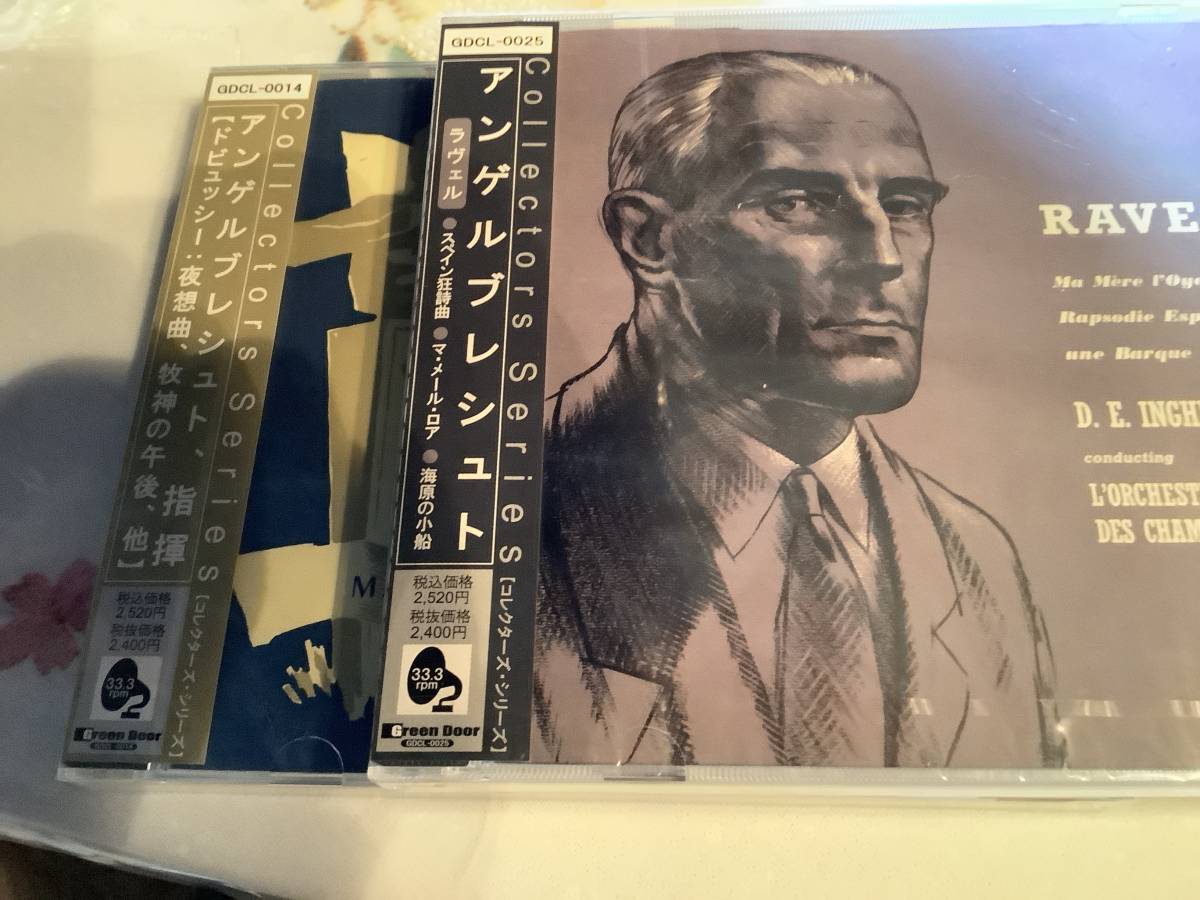 GDCL-0014
Collectors Series【コレクターズ・シリーズ】
アンゲルブレシュト、指揮
【ドビュッシー:夜想曲、牧神の午後、他】
税込価格
2,520円
税抜価格
2,400円
33.3
rpm
Green Door
GDCL-0014
M
GDCL-0025
Collectors Series【コレクターズ・シリーズ】
アンゲルブレシュト
ラヴェル ●スペイン狂詩曲 ●マ・メール・ロア ●海原の小船
税込価格
2,520円
税抜価格
2,400円
33.3
rpm
Green Door
GDCL-0025
RAVE
Ma Mère l'Oye
Rapsodie Esp
une Barque
D. E. INGH
conducting
L'ORCHEST
DES CHAM